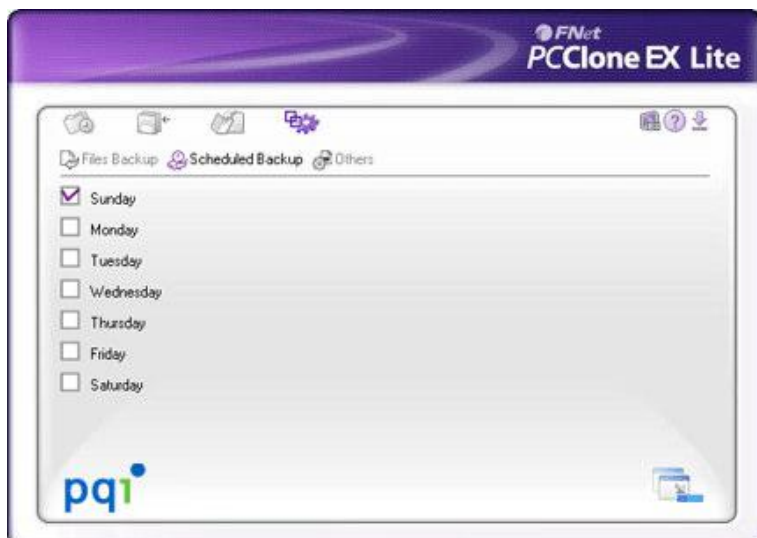 FNet
PCClone EX Lite
Files Backup Scheduled Backup Others
Sunday
Monday
Tuesday
Wednesday
Thursday
Friday
Saturday
pqi